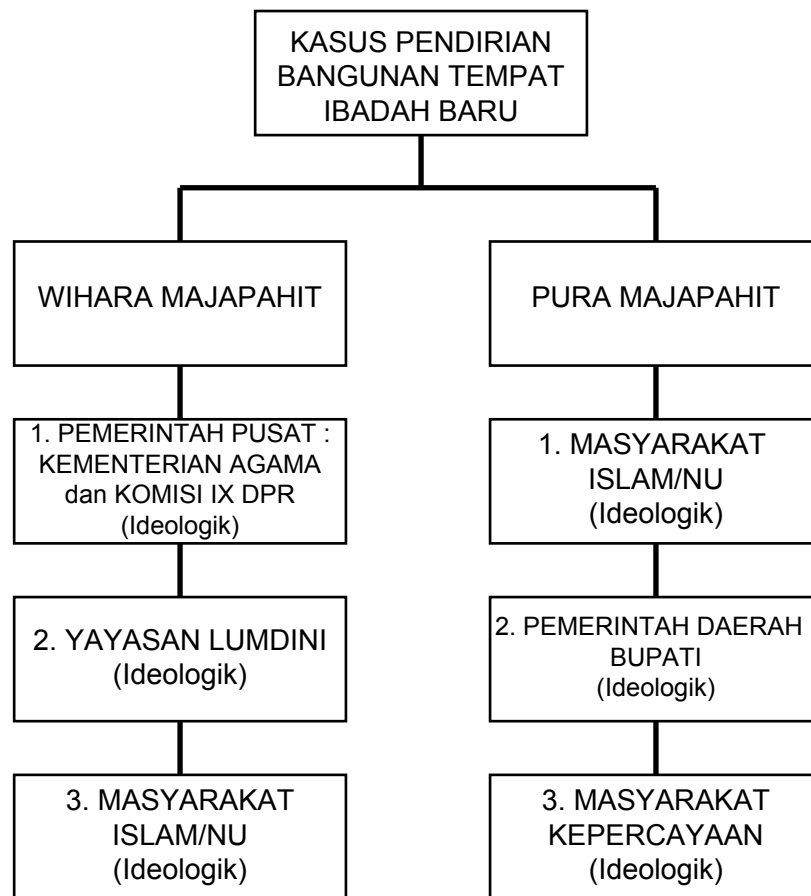 KASUS PENDIRIAN
BANGUNAN TEMPAT
IBADAH BARU
WIHARA MAJAPAHIT
PURA MAJAPAHIT
1. PEMERINTAH PUSAT :
KEMENTERIAN AGAMA
dan KOMISI IX DPR
(Ideologik)
1. MASYARAKAT
ISLAM/NU
(Ideologik)
2. YAYASAN LUMDINI
(Ideologik)
2. PEMERINTAH DAERAH
BUPATI
(Ideologik)
3. MASYARAKAT
ISLAM/NU
(Ideologik)
3. MASYARAKAT
KEPERCAYAAN
(Ideologik)